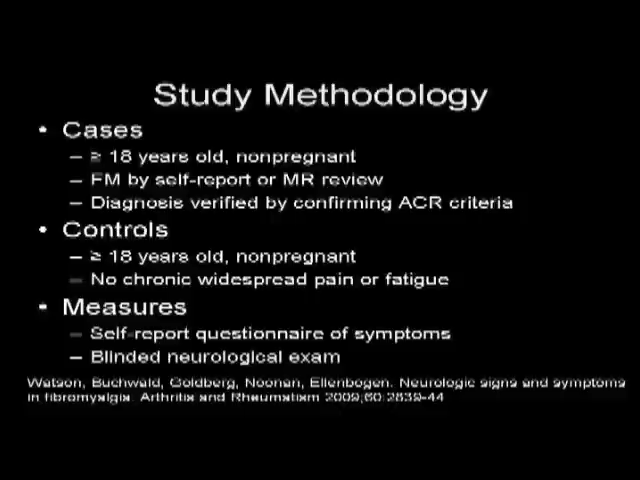 Study Methodology
• Cases
– ≥ 18 years old, nonpregnant
– FM by self-report or MR review
– Diagnosis verified by confirming ACR criteria
• Controls
– ≥ 18 years old, nonpregnant
– No chronic widespread pain or fatigue
• Measures
– Self-report questionnaire of symptoms
– Blinded neurological exam
Watson, Buchwald, Goldberg, Noonan, Ellenbogen. Neurologic signs and symptoms
in fibromyalgia. Arthritis and Rheumatism 2009;60:2839-44